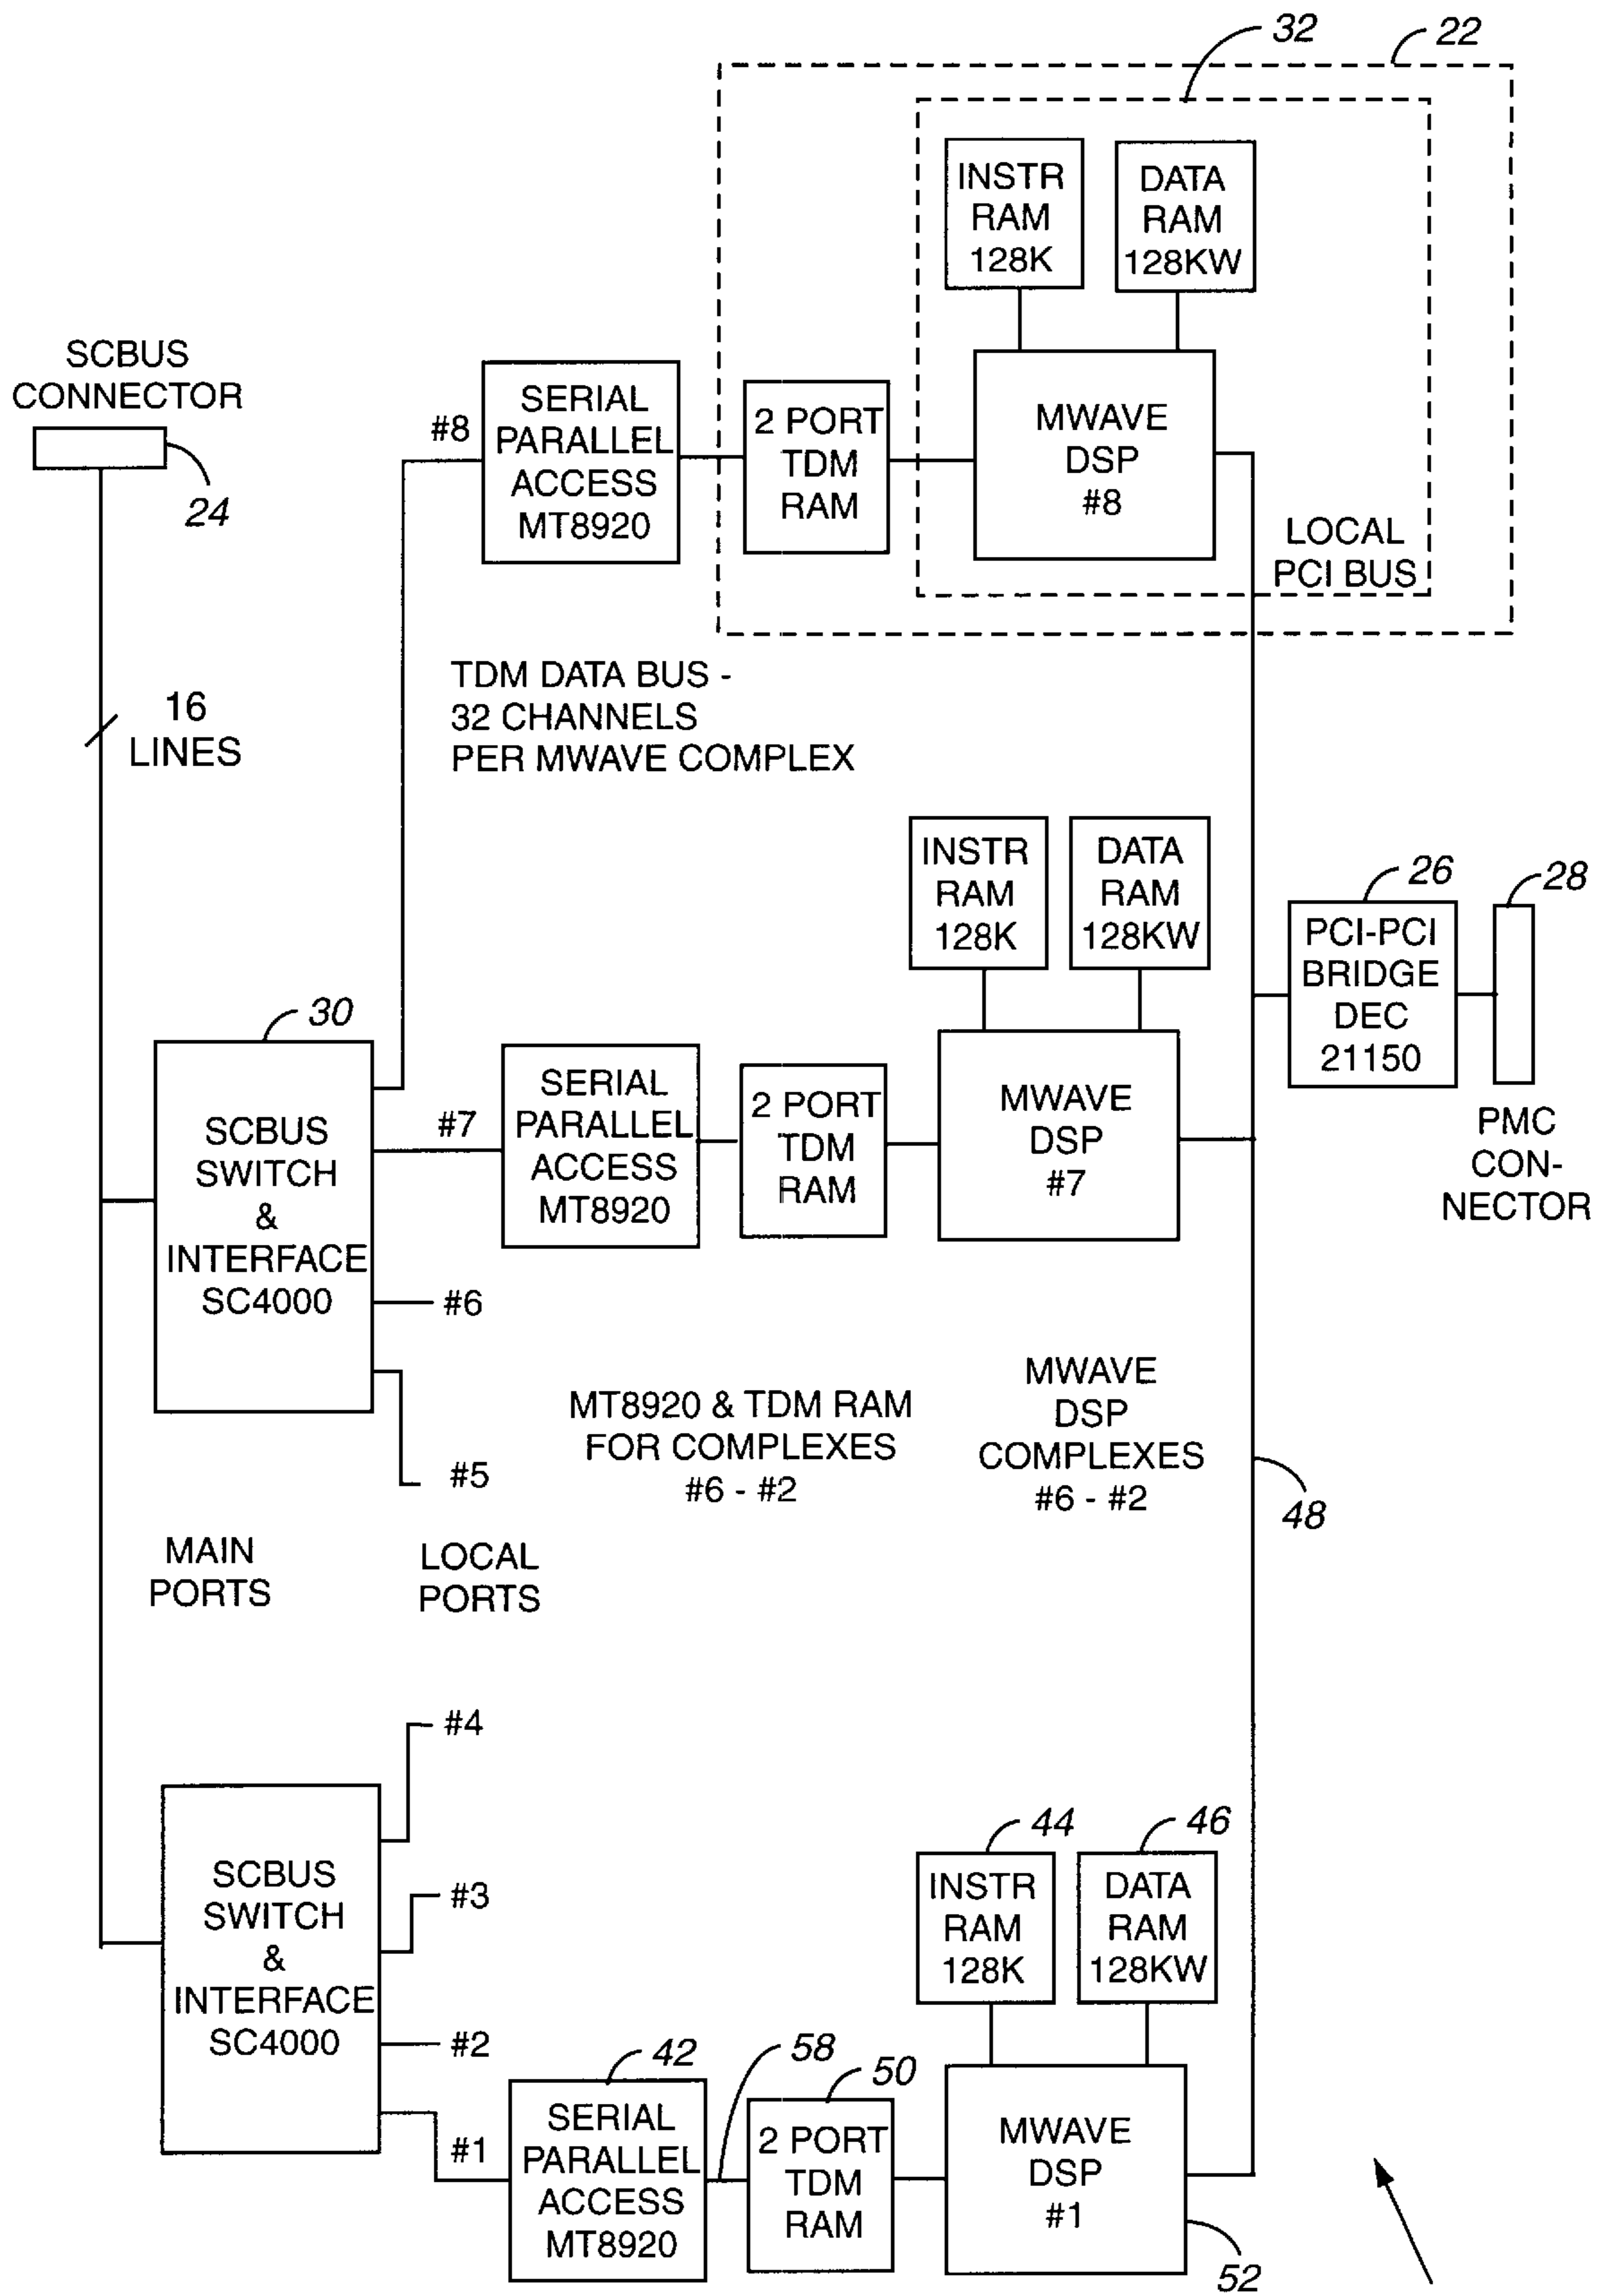 32
22
INSTR
RAM
128K
DATA
RAM
128KW
SCBUS
CONNECTOR
24
#8
SERIAL
PARALLEL
ACCESS
MT8920
2 PORT
TDM
RAM
MWAVE
DSP
#8
LOCAL
PCI BUS
16
LINES
TDM DATA BUS -
32 CHANNELS
PER MWAVE COMPLEX
INSTR
RAM
128K
DATA
RAM
128KW
26
28
PCI-PCI
BRIDGE
DEC
21150
PMC
CON-
NECTOR
30
SCBUS
SWITCH
&
INTERFACE
SC4000
#7
SERIAL
PARALLEL
ACCESS
MT8920
2 PORT
TDM
RAM
MWAVE
DSP
#7
#6
#5
MT8920 & TDM RAM
FOR COMPLEXES
#6 - #2
MWAVE
DSP
COMPLEXES
#6 - #2
48
MAIN
PORTS
LOCAL
PORTS
#4
#3
#2
#1
SCBUS
SWITCH
&
INTERFACE
SC4000
44
46
INSTR
RAM
128K
DATA
RAM
128KW
42
58
50
SERIAL
PARALLEL
ACCESS
MT8920
2 PORT
TDM
RAM
MWAVE
DSP
#1
52